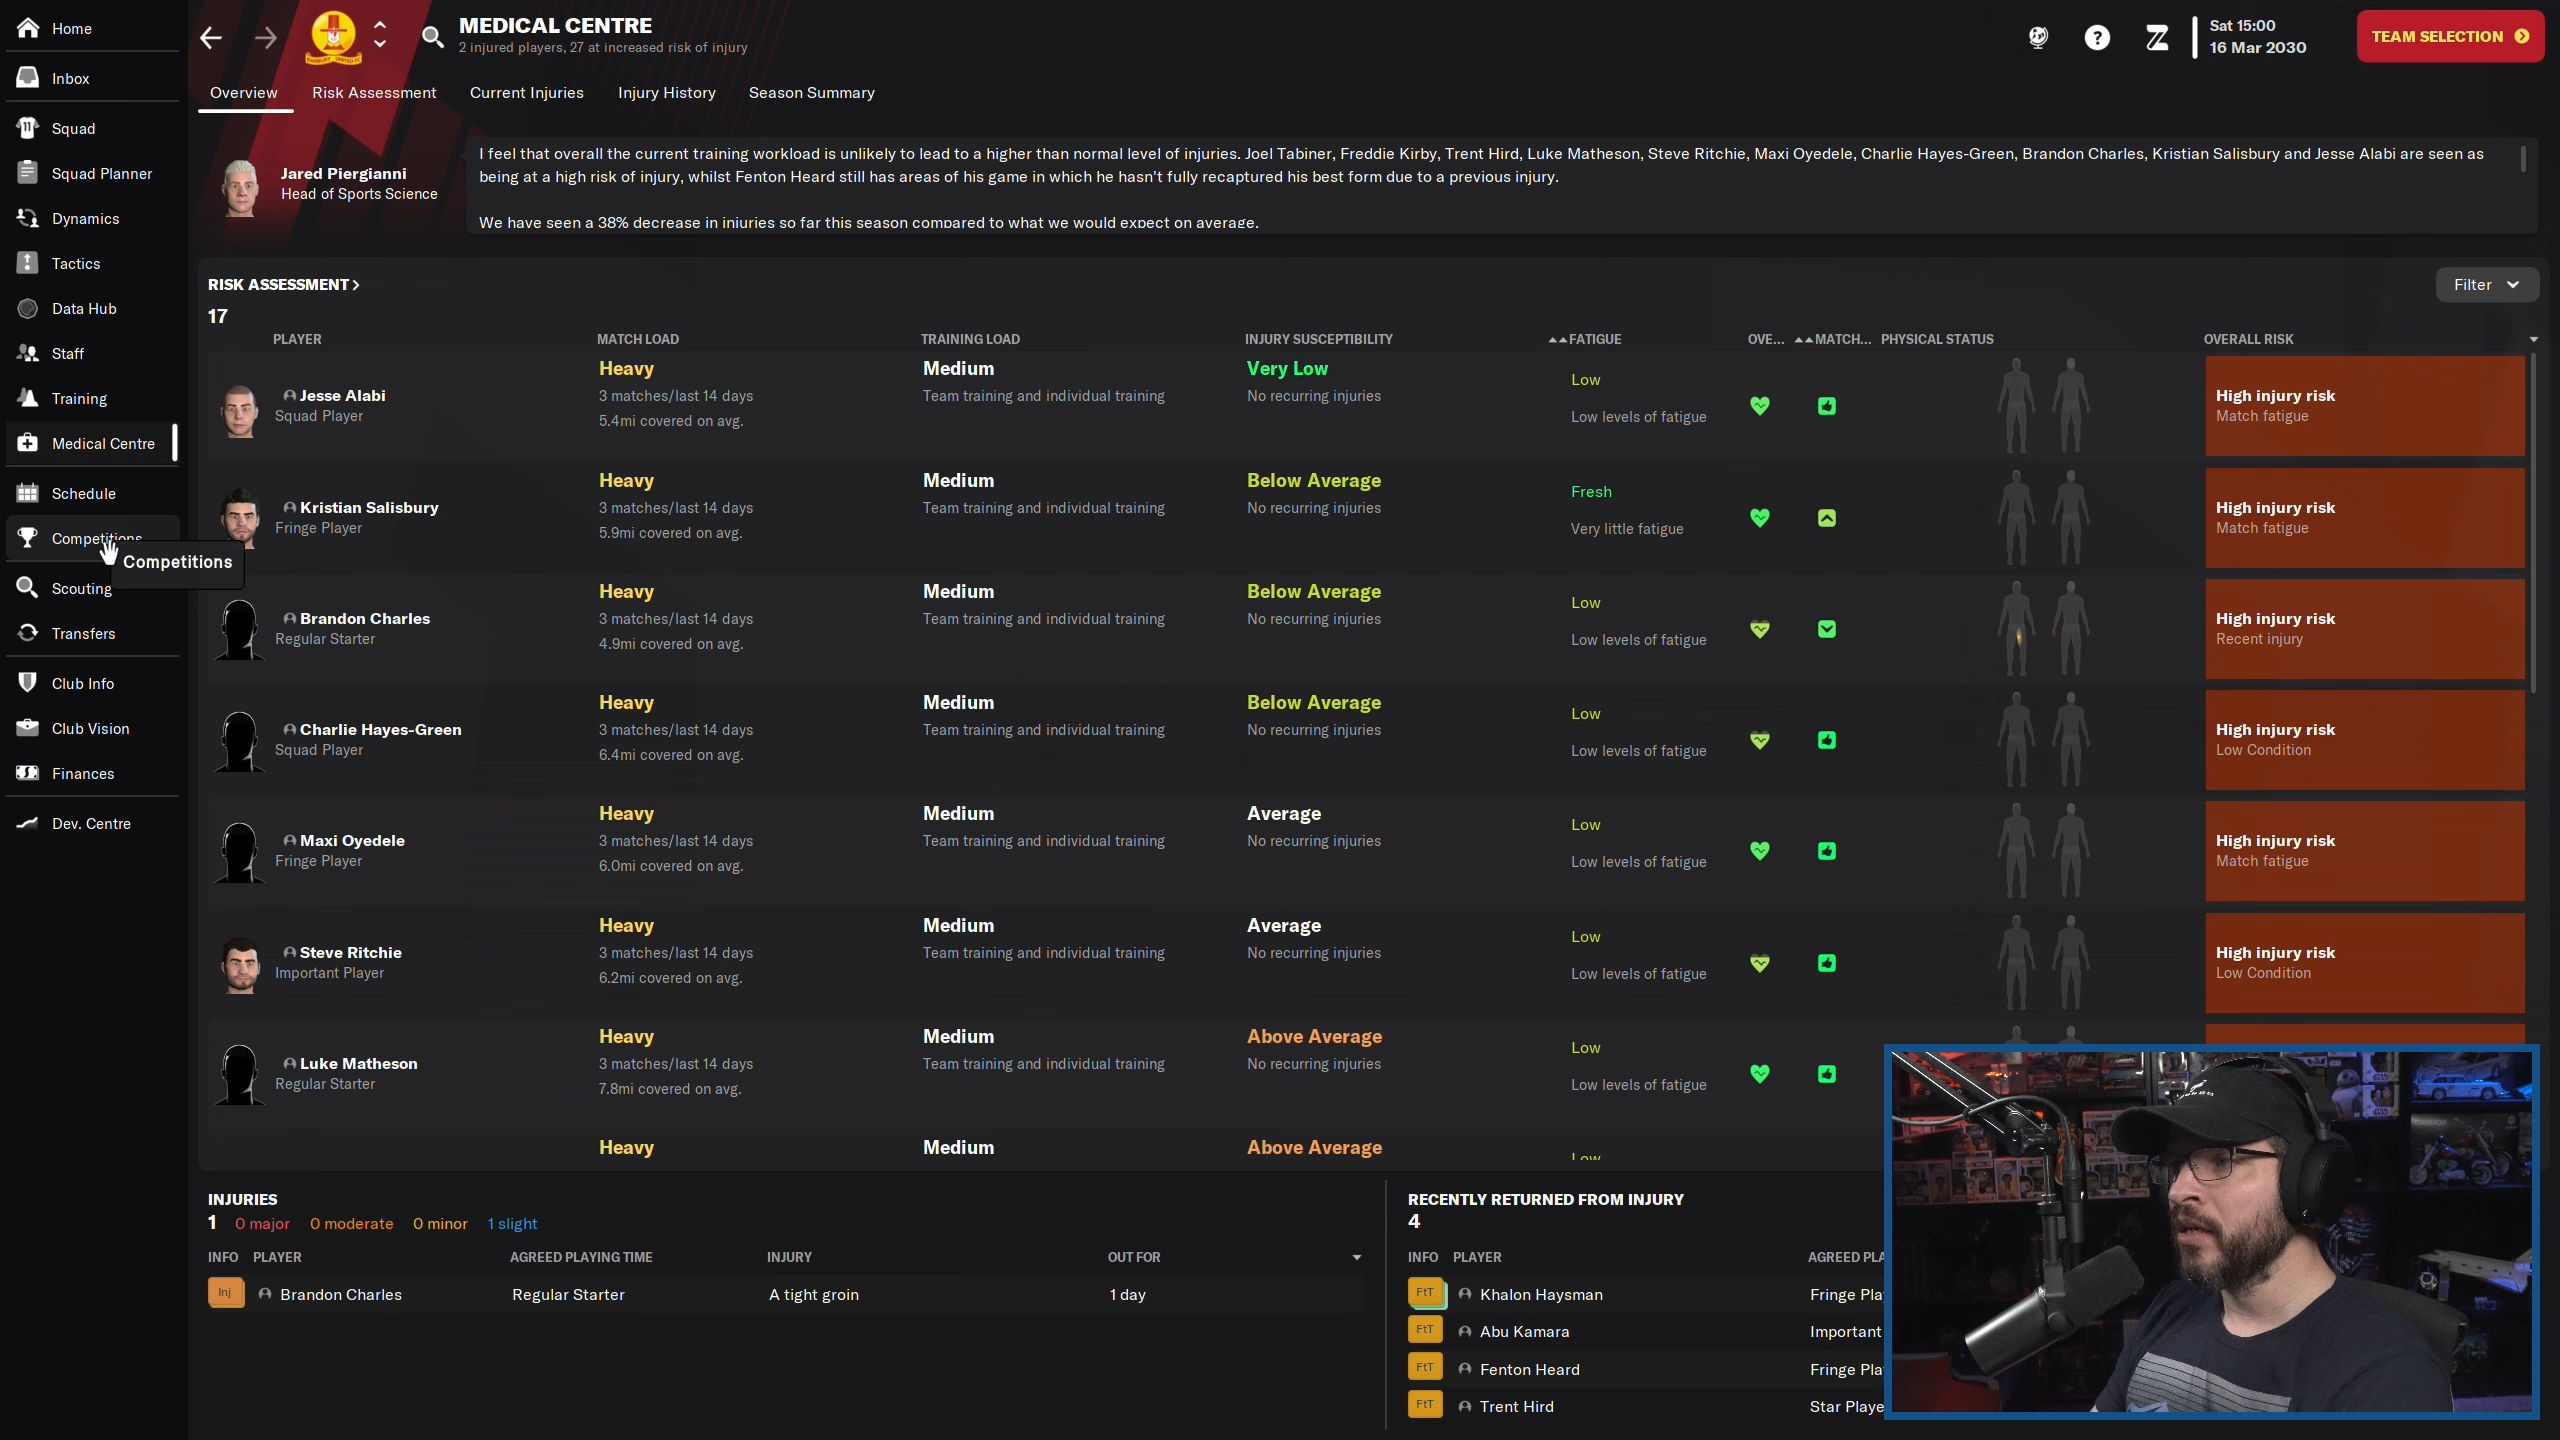 Home
Inbox
Squad
Squad Planner
Dynamics
Tactics
Data Hub
Staff
Training
Medical Centre
Schedule
Competitions
Competitions
Scouting
Transfers
Club Info
Club Vision
Finances
Dev. Centre
MEDICAL CENTRE
2 injured players, 27 at increased risk of injury
Sat 15:00
16 Mar 2030
TEAM SELECTION
Overview Risk Assessment Current Injuries Injury History Season Summary
Jared Piergianni
Head of Sports Science
I feel that overall the current training workload is unlikely to lead to a higher than normal level of injuries. Joel Tabiner, Freddie Kirby, Trent Hird, Luke Matheson, Steve Ritchie, Maxi Oyedele, Charlie Hayes-Green, Brandon Charles, Kristian Salisbury and Jesse Alabi are seen as
being at a high risk of injury, whilst Fenton Heard still has areas of his game in which he hasn't fully recaptured his best form due to a previous injury.
We have seen a 38% decrease in injuries so far this season compared to what we would expect on average.
RISK ASSESSMENT
Filter
17
PLAYER MATCH LOAD TRAINING LOAD INJURY SUSCEPTIBILITY FATIGUE OVE... MATCH... PHYSICAL STATUS OVERALL RISK
Jesse Alabi
Squad Player
Heavy
3 matches/last 14 days
5.4mi covered on avg.
Medium
Team training and individual training
Very Low
No recurring injuries
Low
Low levels of fatigue
High injury risk
Match fatigue
Kristian Salisbury
Fringe Player
Heavy
3 matches/last 14 days
5.9mi covered on avg.
Medium
Team training and individual training
Below Average
No recurring injuries
Fresh
Very little fatigue
High injury risk
Match fatigue
Brandon Charles
Regular Starter
Heavy
3 matches/last 14 days
4.9mi covered on avg.
Medium
Team training and individual training
Below Average
No recurring injuries
Low
Low levels of fatigue
High injury risk
Recent injury
Charlie Hayes-Green
Squad Player
Heavy
3 matches/last 14 days
6.4mi covered on avg.
Medium
Team training and individual training
Below Average
No recurring injuries
Low
Low levels of fatigue
High injury risk
Low Condition
Maxi Oyedele
Fringe Player
Heavy
3 matches/last 14 days
6.0mi covered on avg.
Medium
Team training and individual training
Average
No recurring injuries
Low
Low levels of fatigue
High injury risk
Match fatigue
Steve Ritchie
Important Player
Heavy
3 matches/last 14 days
6.2mi covered on avg.
Medium
Team training and individual training
Average
No recurring injuries
Low
Low levels of fatigue
High injury risk
Low Condition
Luke Matheson
Regular Starter
Heavy
3 matches/last 14 days
7.8mi covered on avg.
Medium
Team training and individual training
Above Average
No recurring injuries
Low
Low levels of fatigue
Heavy
Medium
Above Average
Low
INJURIES
1 0 major 0 moderate 0 minor 1 slight
INFO PLAYER AGREED PLAYING TIME INJURY OUT FOR
Inj Brandon Charles Regular Starter A tight groin 1 day
RECENTLY RETURNED FROM INJURY
4
INFO PLAYER AGREED PLA
FtT Khalon Haysman Fringe Pla
FtT Abu Kamara Important
FtT Fenton Heard Fringe Pla
FtT Trent Hird Star Playe